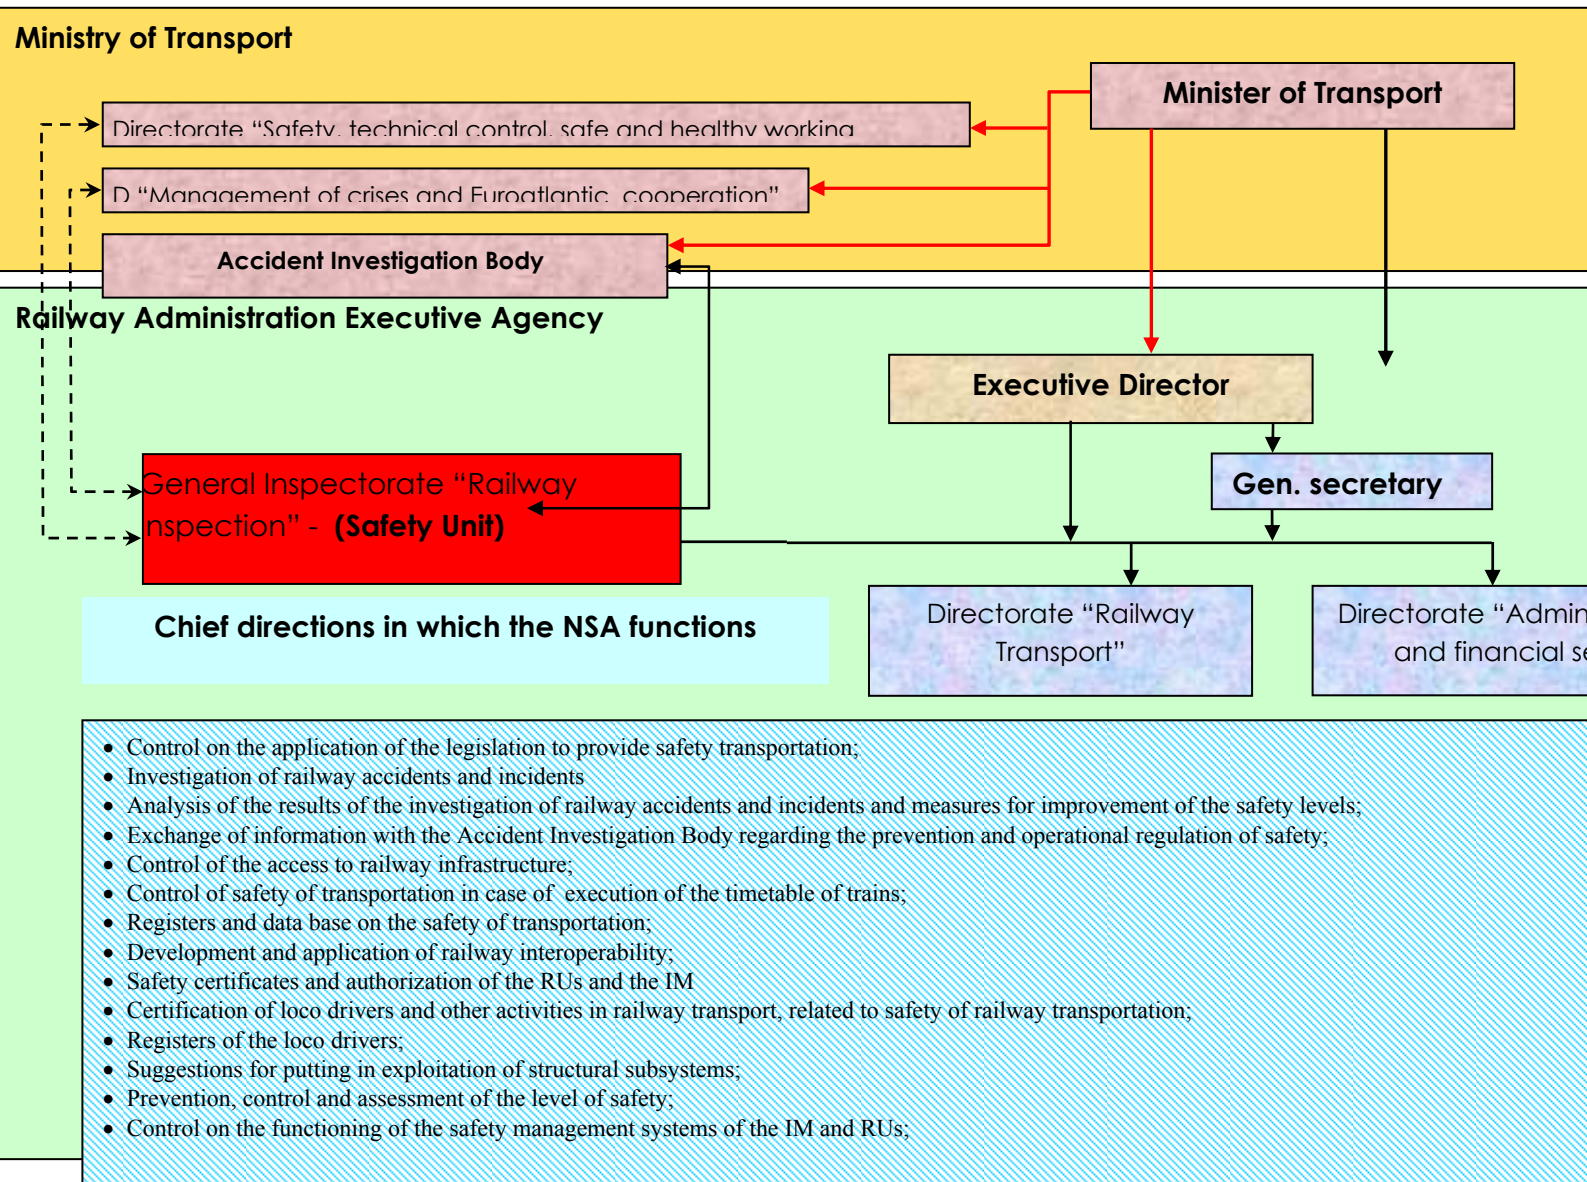 Ministry of Transport
Minister of Transport
Directorate “Safety, technical control, safe and healthy working
D “Management of crises and Euroatlantic cooperation”
Accident Investigation Body
Railway Administration Executive Agency
Executive Director
General Inspectorate “Railway
nspection” - (Safety Unit)
Gen. secretary
Chief directions in which the NSA functions
Directorate “Railway
Transport”
Directorate “Admin
and financial se
• Control on the application of the legislation to provide safety transportation;
• Investigation of railway accidents and incidents
• Analysis of the results of the investigation of railway accidents and incidents and measures for improvement of the safety levels;
• Exchange of information with the Accident Investigation Body regarding the prevention and operational regulation of safety;
• Control of the access to railway infrastructure;
• Control of safety of transportation in case of execution of the timetable of trains;
• Registers and data base on the safety of transportation;
• Development and application of railway interoperability;
• Safety certificates and authorization of the RUs and the IM
• Certification of loco drivers and other activities in railway transport, related to safety of railway transportation;
• Registers of the loco drivers;
• Suggestions for putting in exploitation of structural subsystems;
• Prevention, control and assessment of the level of safety;
• Control on the functioning of the safety management systems of the IM and RUs;